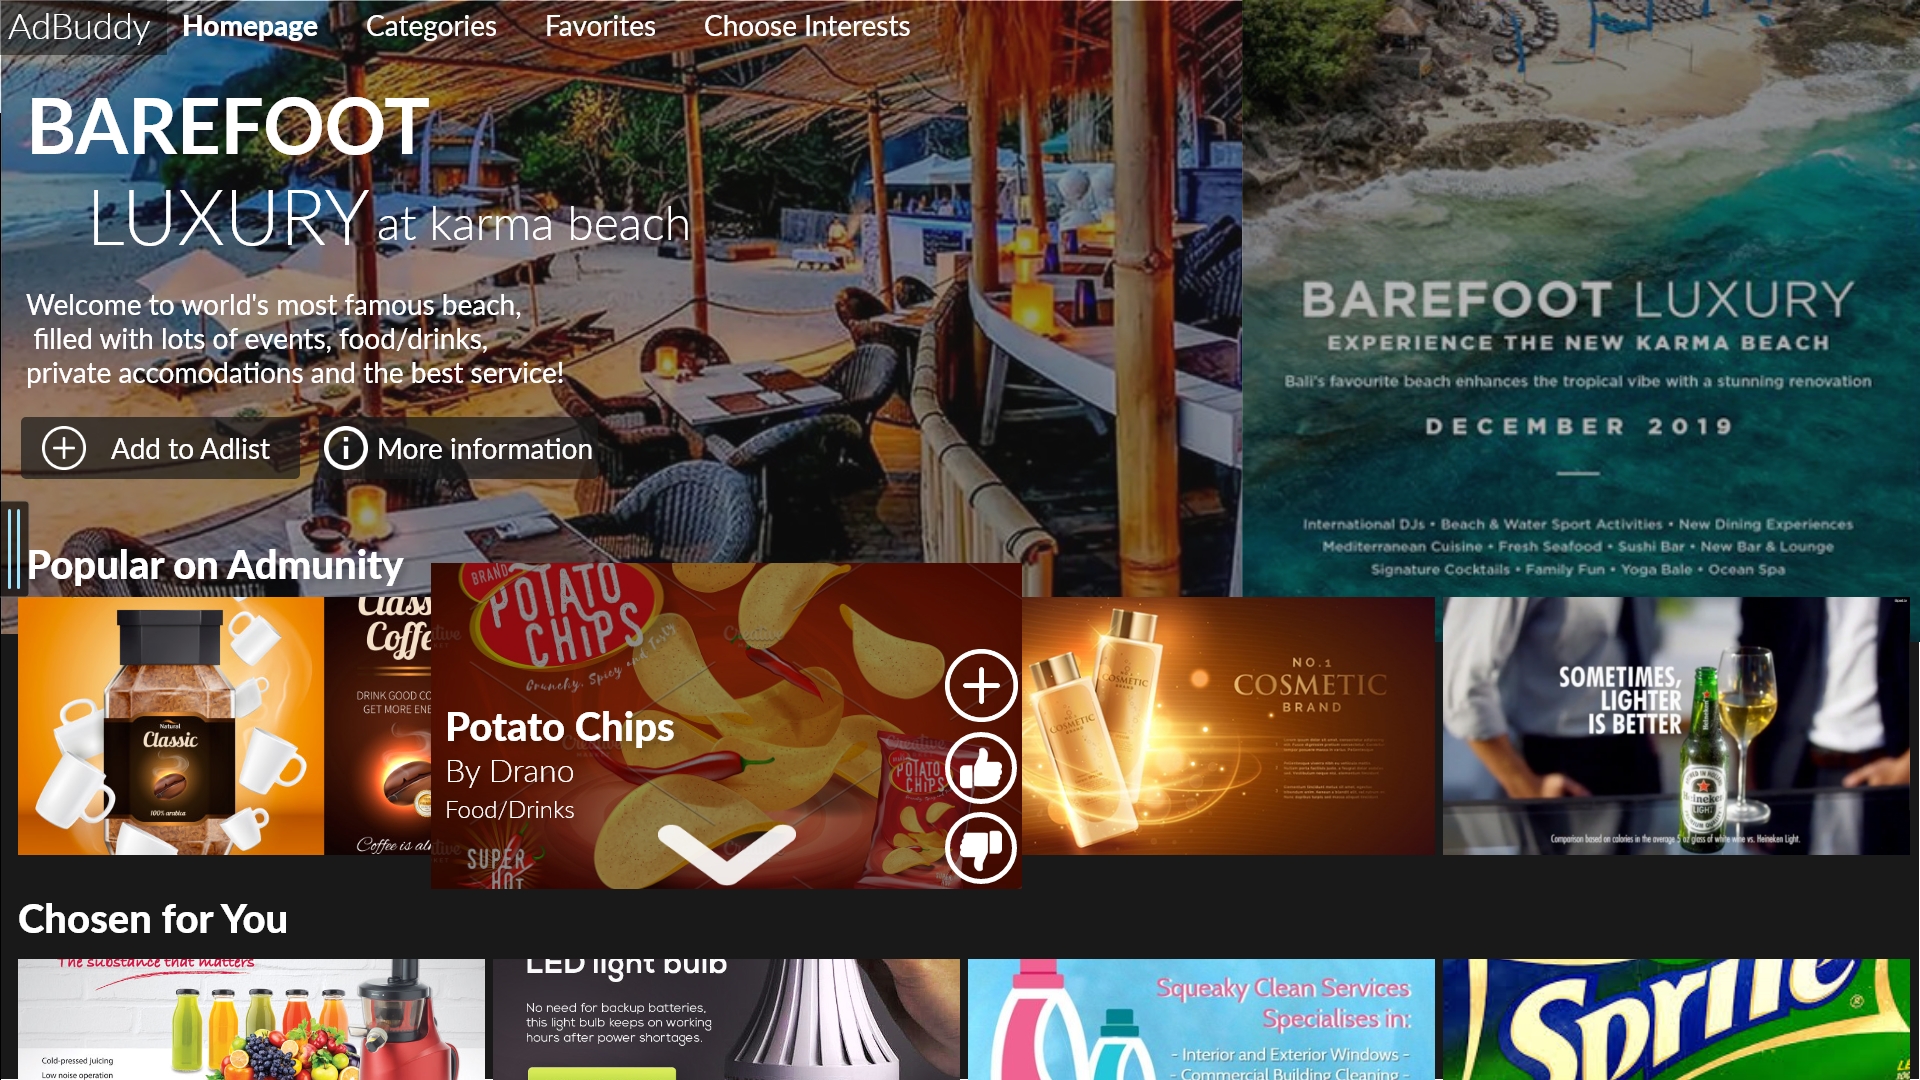 AdBuddy Homepage Categories Favorites Choose Interests
BAREFOOT
LUXURY at karma beach
Welcome to world's most famous beach,
filled with lots of events, food/drinks,
private accomodations and the best service!
Add to Adlist More information
BAREFOOT LUXURY
EXPERIENCE THE NEW KARMA BEACH
Bali's favourite beach enhances the tropical vibe with a stunning renovation
DECEMBER 2019
International DJs • Beach & Water Sport Activities • New Dining Experiences
Mediterranean Cuisine • Fresh Seafood • Sushi Bar • New Bar & Lounge
Signature Cocktails • Family Fun • Yoga Bale • Ocean Spa
Popular on Admunity
Natural
Classic
100% arabica
Class
Coffe
DRINK GOOD CO
GET MORE ENE
Coffee is al
BRAND
POTATO
CHIPS
Crunchy, Spicy and Tasty
Creative
Potato Chips
By Drano
Food/Drinks
SUPER
HOT
POTATO
CHIPS
COSMETIC
BRAND
COSMETIC
NO.1
COSMETIC
BRAND
SOMETIMES,
LIGHTER
IS BETTER
Heineken
LIGHT
Comparison based on calories in the average 5 oz glass of white wine vs. Heineken Light.
Chosen for You
The substance that matters
Cold-pressed juicing
Low noise operation
LED light bulb
No need for backup batteries,
this light bulb keeps on working
hours after power shortages.
Squeaky Clean Services
Specialises in:
- Interior and Exterior Windows -
- Commercial Building Cleaning -
Sprite